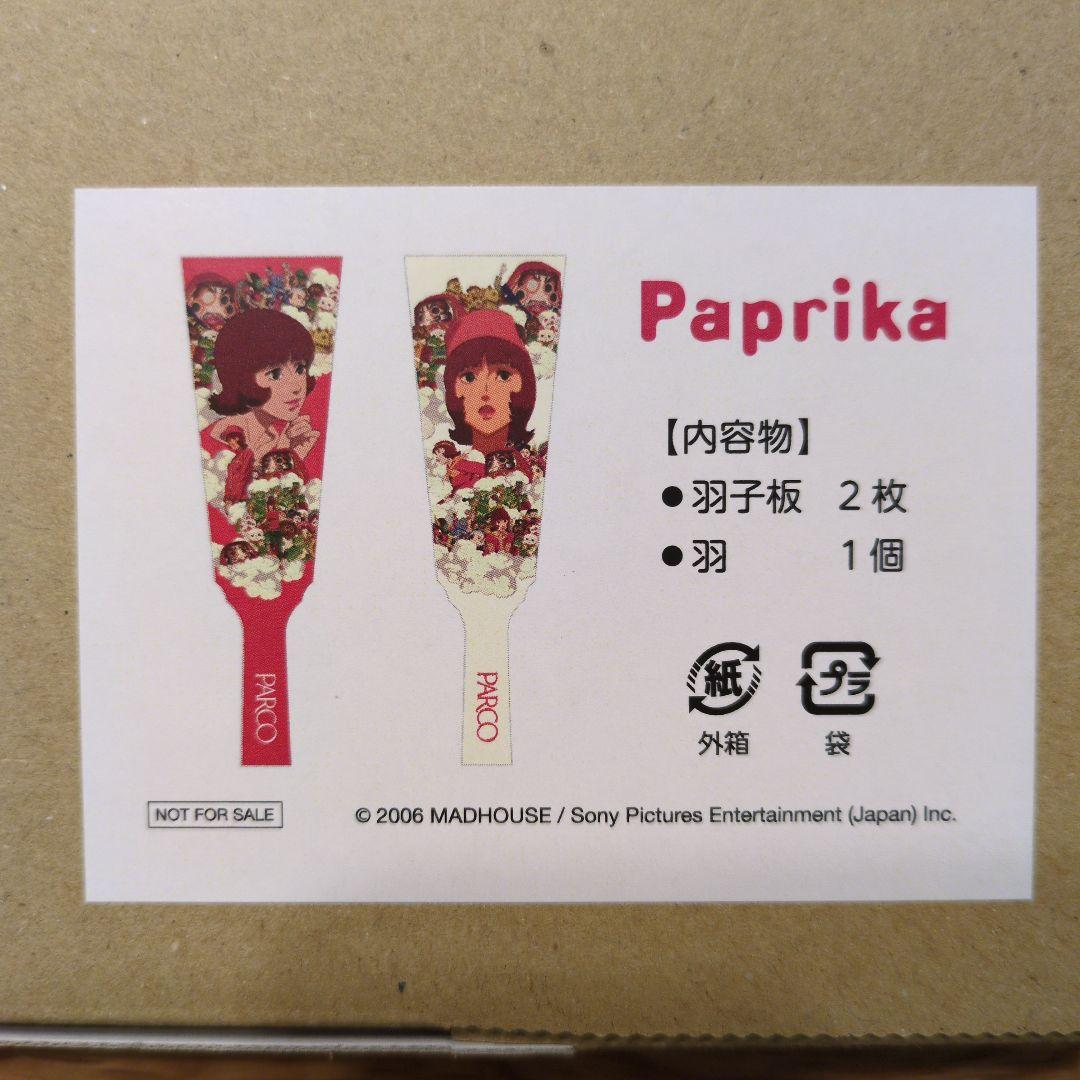 Paprika
【内容物】
●羽子板 2枚
●羽 1個
紙
プラ
外箱
袋
PARCO
PARCO
NOT FOR SALE
© 2006 MADHOUSE / Sony Pictures Entertainment (Japan) Inc.